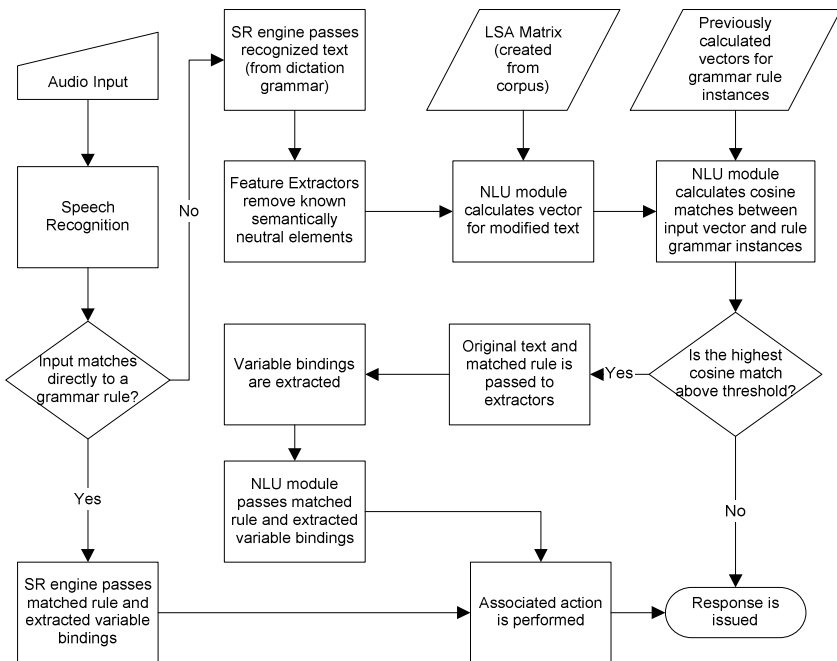 Audio Input
Speech
Recognition
Input matches
directly to a
grammar rule?
No
Yes
SR engine passes
recognized text
(from dictation
grammar)
Feature Extractors
remove known
semantically
neutral elements
LSA Matrix
(created
from
corpus)
NLU module
calculates vector
for modified text
Previously
calculated
vectors for
grammar rule
instances
NLU module
calculates cosine
matches between
input vector and rule
grammar instances
Is the highest
cosine match
above threshold?
Yes
No
Original text and
matched rule is
passed to
extractors
Variable bindings
are extracted
NLU module
passes matched
rule and extracted
variable bindings
SR engine passes
matched rule and
extracted variable
bindings
Associated action
is performed
Response is
issued